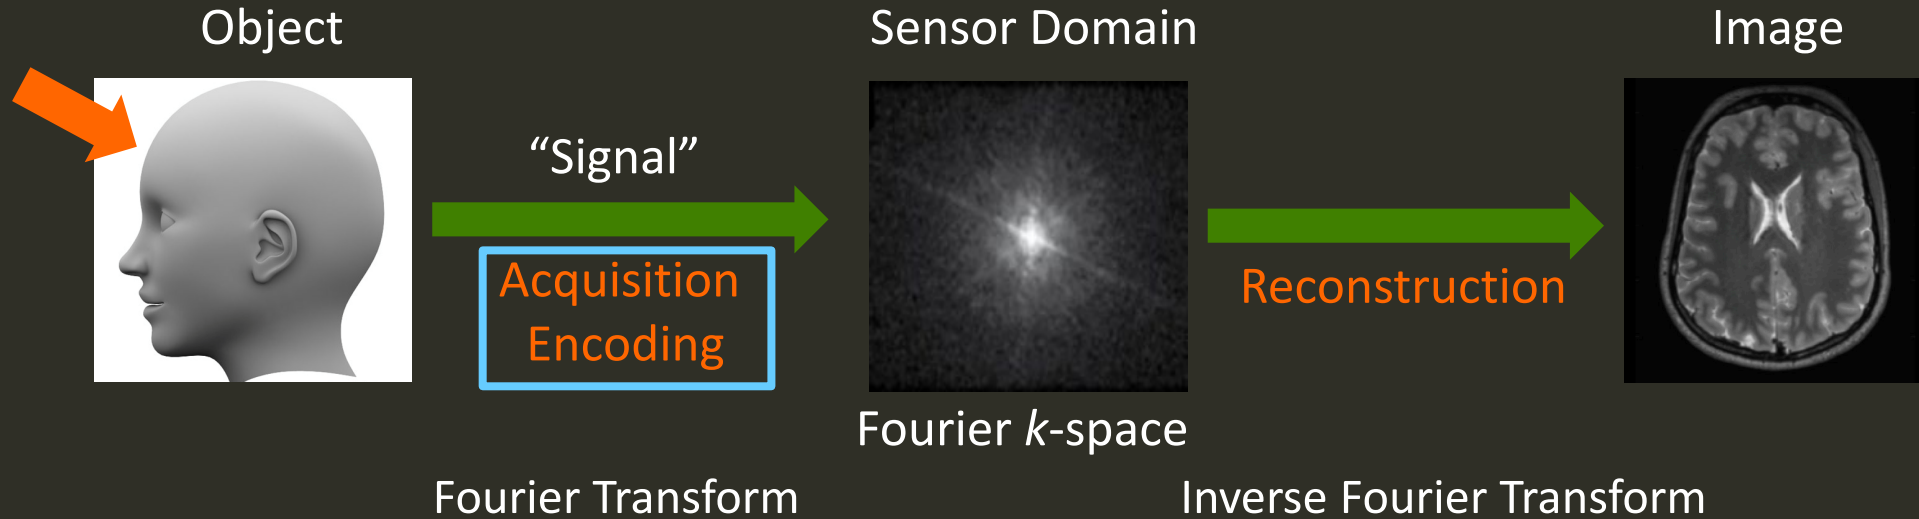 Object
Sensor Domain
Image
“Signal”
Acquisition
Encoding
Reconstruction
Fourier k-space
Fourier Transform
Inverse Fourier Transform